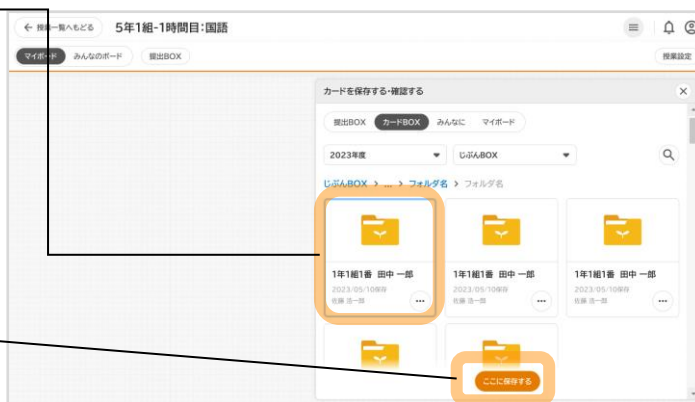 ← 授業一覧へもどる 5年1組-1時間目:国語
マイボード みんなのボード 提出BOX 授業設定
カードを保存する・確認する
提出BOX カードBOX みんなに マイボード
2023年度 じぶんBOX
じぶんBOX > ... > フォルダ名 > フォルダ名
1年1組1番 田中 一郎 1年1組1番 田中 一郎 1年1組1番 田中 一郎
2023/05/10保存 2023/05/10保存 2023/05/10保存
佐藤 浩一郎 佐藤 浩一郎 佐藤 浩一郎
ここに保存する